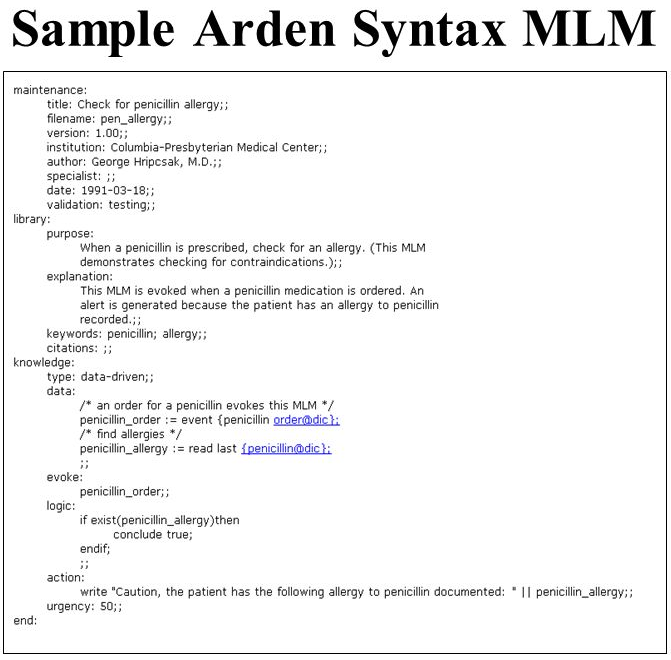 Sample Arden Syntax MLM
maintenance:
title: Check for penicillin allergy;;
filename: pen_allergy;;
version: 1.00;;
institution: Columbia-Presbyterian Medical Center;;
author: George Hripcsak, M.D.;;
specialist: ;;
date: 1991-03-18;;
validation: testing;;
library:
purpose:
When a penicillin is prescribed, check for an allergy. (This MLM
demonstrates checking for contraindications.);;
explanation:
This MLM is evoked when a penicillin medication is ordered. An
alert is generated because the patient has an allergy to penicillin
recorded.;;
keywords: penicillin; allergy;;
citations: ;;
knowledge:
type: data-driven;;
data:
/* an order for a penicillin evokes this MLM */
penicillin_order := event {penicillin order@dic};
/* find allergies */
penicillin_allergy := read last {penicillin@dic};
;;
evoke:
penicillin_order;;
logic:
if exist(penicillin_allergy)then
conclude true;
endif;
;;
action:
write "Caution, the patient has the following allergy to penicillin documented: " || penicillin_allergy;;
urgency: 50;;
end: